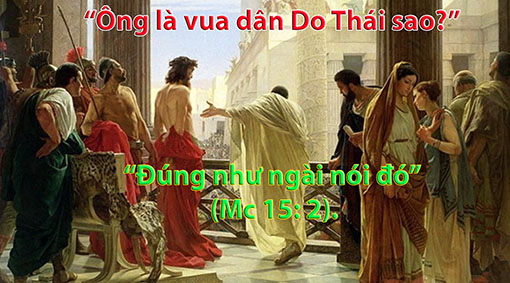 “Ông là vua dân Do Thái sao?”
“Đúng như ngài nói đó”
(Mc 15: 2).